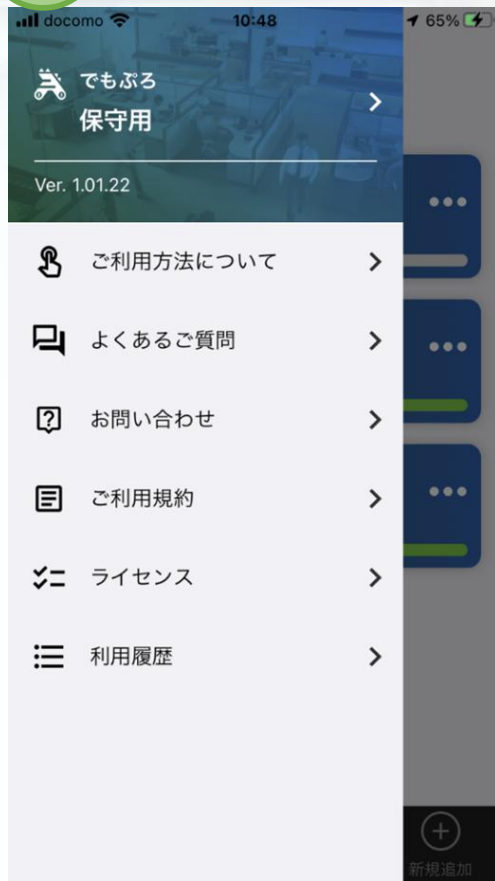 docomo 10:48 65%
でもぷろ
保守用
Ver. 1.01.22
ご利用方法について
よくあるご質問
お問い合わせ
ご利用規約
ライセンス
利用履歴
新規追加